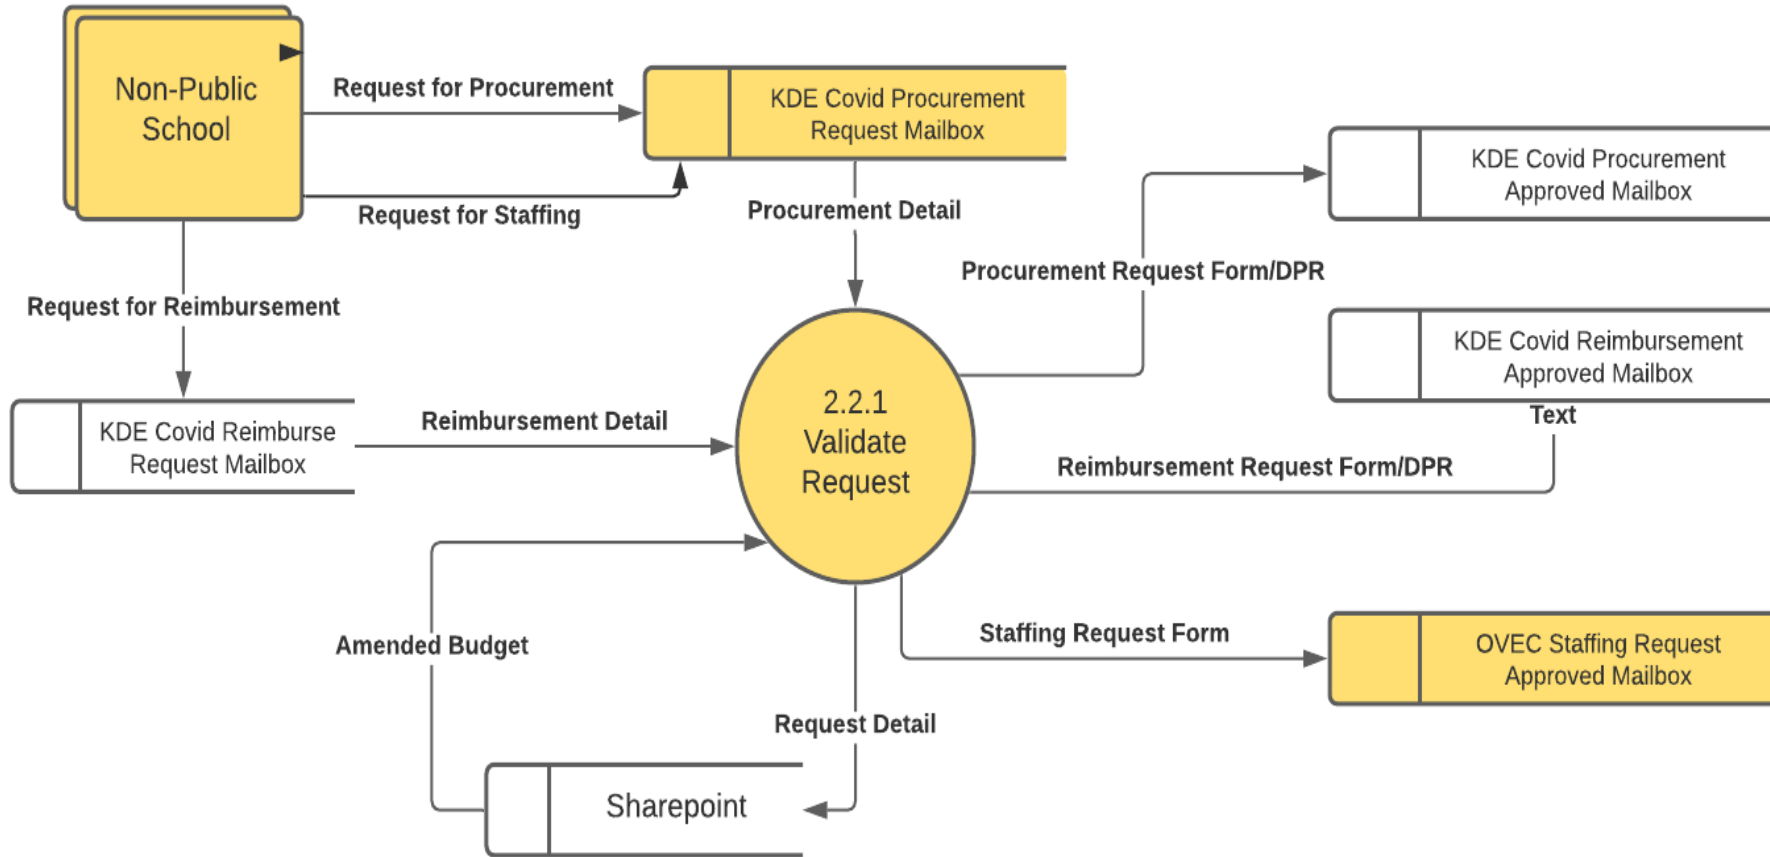 Non-Public
School
Request for Procurement
KDE Covid Procurement
Request Mailbox
Request for Staffing
Procurement Detail
KDE Covid Procurement
Approved Mailbox
Procurement Request Form/DPR
Request for Reimbursement
KDE Covid Reimbursement
Approved Mailbox
Text
KDE Covid Reimburse
Request Mailbox
Reimbursement Detail
2.2.1
Validate
Request
Reimbursement Request Form/DPR
Amended Budget
Staffing Request Form
OVEC Staffing Request
Approved Mailbox
Request Detail
Sharepoint